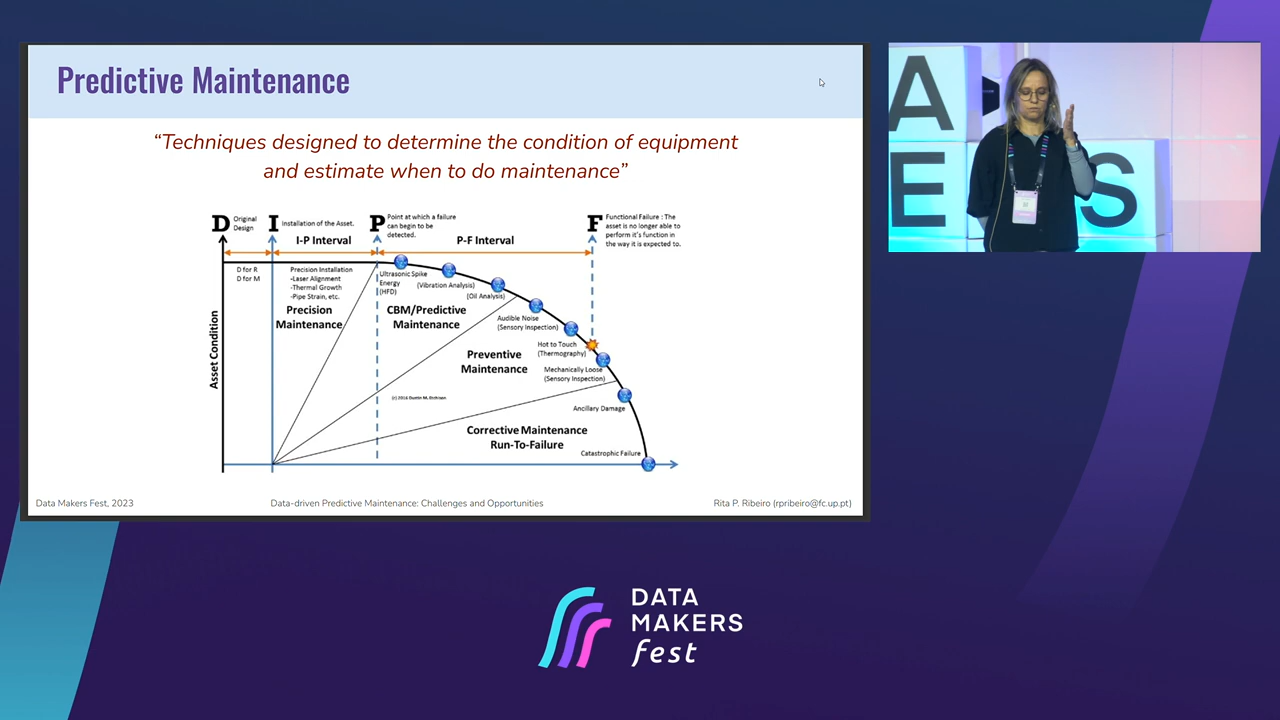 Predictive Maintenance
“Techniques designed to determine the condition of equipment
and estimate when to do maintenance”
D
Original
Design
I
Installation of the Asset.
P
Point at which a failure
can begin to be
detected.
F
Functional Failure : The
asset is no longer able to
perform it's function in
the way it is expected to.
I-P Interval
P-F Interval
D for R
D for M
Precision Installation
-Laser Alignment
-Thermal Growth
-Pipe Strain, etc.
Precision
Maintenance
Ultrasonic Spike
Energy
(HFD)
(Vibration Analysis)
(Oil Analysis)
CBM/Predictive
Maintenance
Audible Noise
(Sensory Inspection)
Hot to Touch
(Thermography)
Preventive
Maintenance
Mechanically Loose
(Sensory Inspection)
Ancillary Damage
Corrective Maintenance
Run-To-Failure
Catastrophic Failure
Asset Condition
Data Makers Fest, 2023
Data-driven Predictive Maintenance: Challenges and Opportunities
Rita P. Ribeiro (rpribeiro@fc.up.pt)
A
E
S
DATA
MAKERS
fest